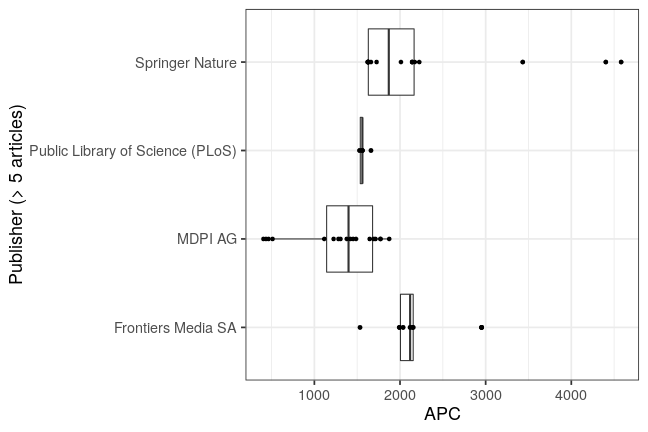 Publisher (> 5 articles)
Springer Nature
Public Library of Science (PLoS)
MDPI AG
Frontiers Media SA
1000 2000 3000 4000
APC